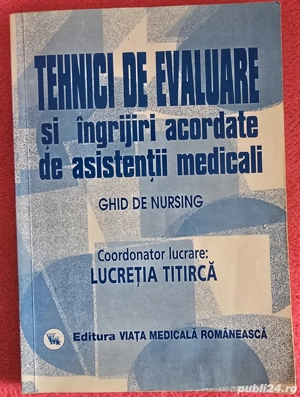 TEHNICI DE EVALUARE
și îngrijiri acordate
de asistenții medicali
GHID DE NURSING
Coordonator lucrare:
LUCREȚIA TITIRCĂ
Editura VIAȚA MEDICALĂ ROMÂNEASCĂ
publi24.ro